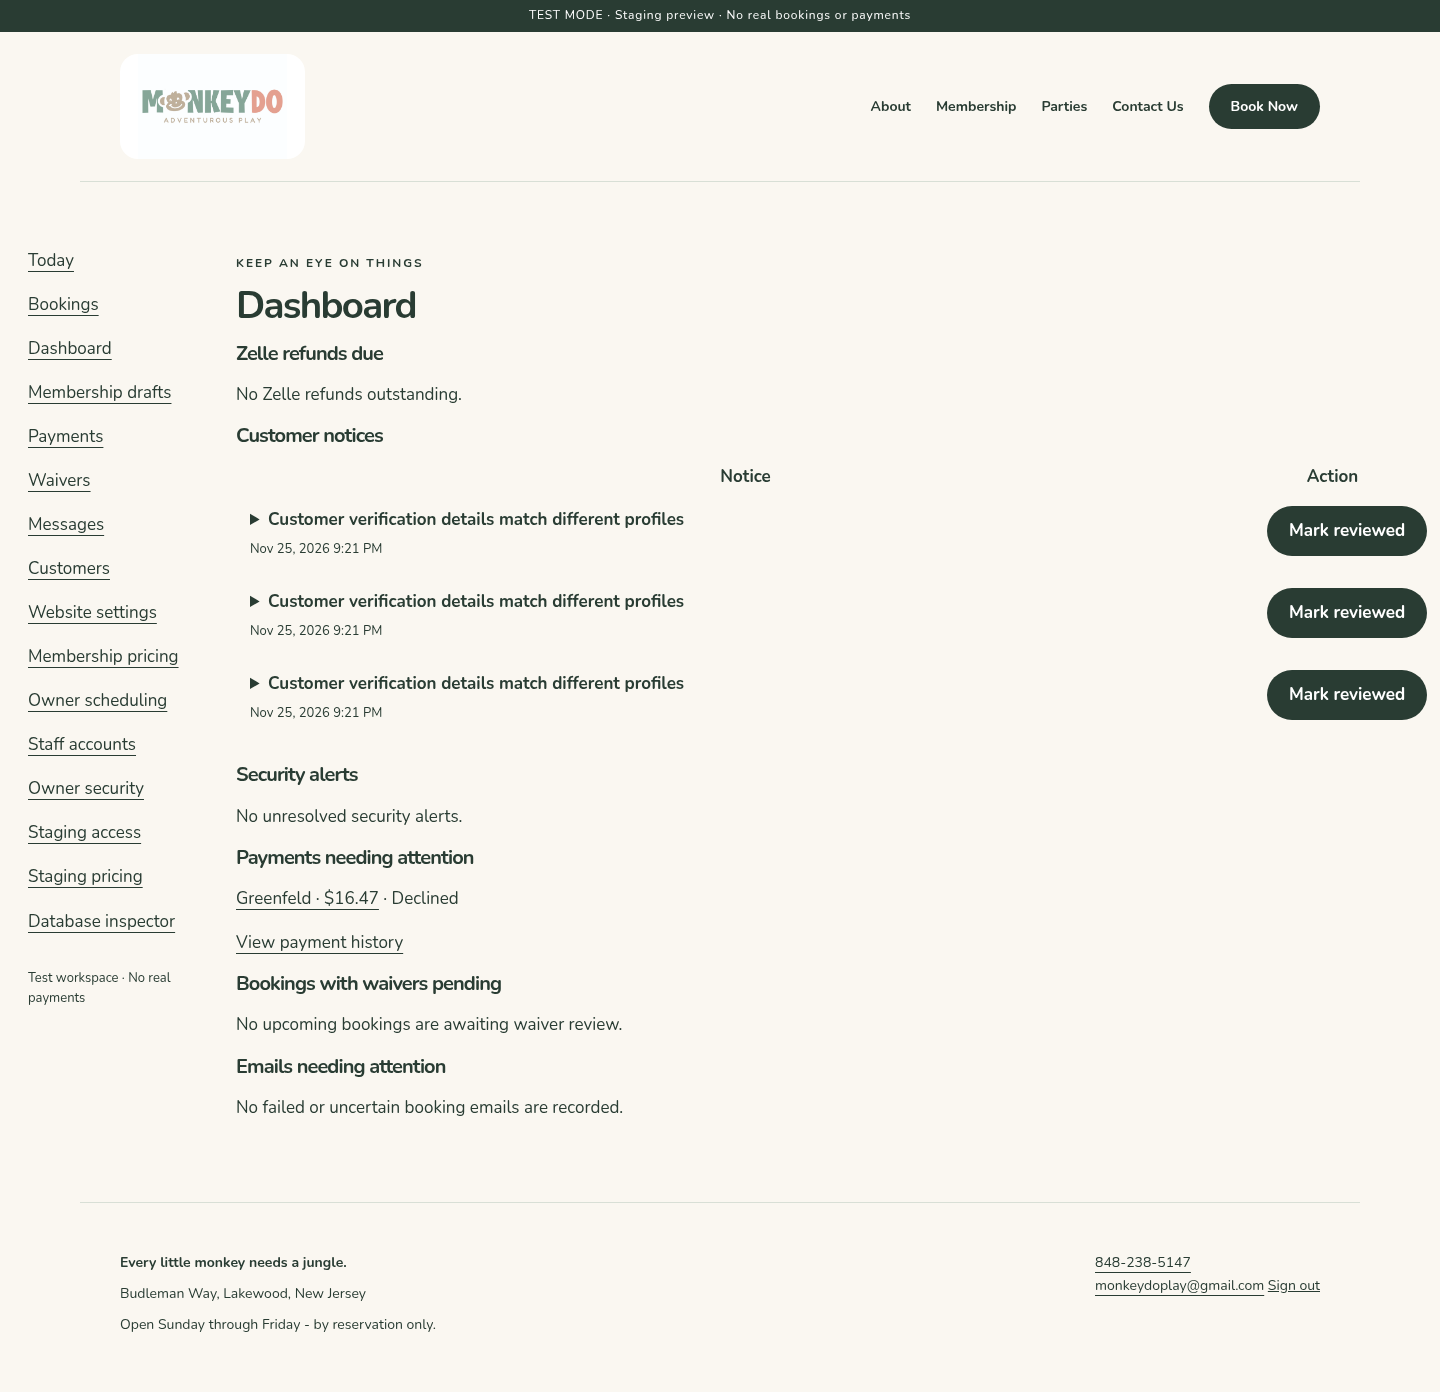 TEST MODE · Staging preview · No real bookings or payments
MONKEYDO
ADVENTUROUS PLAY
About
Membership
Parties
Contact Us
Book Now
Today
Bookings
Dashboard
Membership drafts
Payments
Waivers
Messages
Customers
Website settings
Membership pricing
Owner scheduling
Staff accounts
Owner security
Staging access
Staging pricing
Database inspector
Test workspace · No real
payments
KEEP AN EYE ON THINGS
Dashboard
Zelle refunds due
No Zelle refunds outstanding.
Customer notices
Notice
Action
Customer verification details match different profiles
Nov 25, 2026 9:21 PM
Mark reviewed
Customer verification details match different profiles
Nov 25, 2026 9:21 PM
Mark reviewed
Customer verification details match different profiles
Nov 25, 2026 9:21 PM
Mark reviewed
Security alerts
No unresolved security alerts.
Payments needing attention
Greenfeld · $16.47 · Declined
View payment history
Bookings with waivers pending
No upcoming bookings are awaiting waiver review.
Emails needing attention
No failed or uncertain booking emails are recorded.
Every little monkey needs a jungle.
Budleman Way, Lakewood, New Jersey
Open Sunday through Friday - by reservation only.
848-238-5147
monkeydoplay@gmail.com Sign out